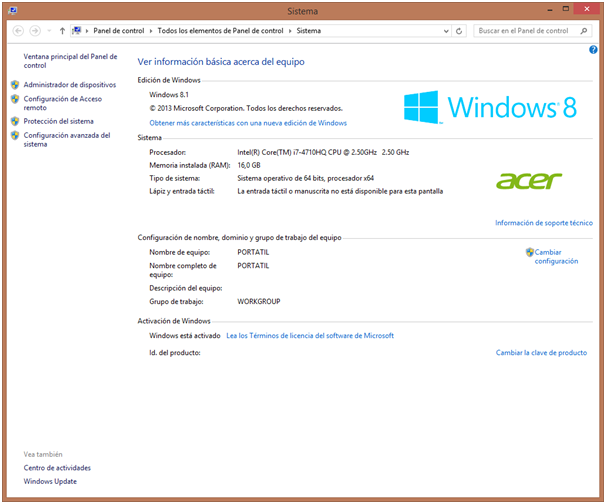 Sistema
Panel de control
Todos los elementos de Panel de control
Sistema
Buscar en el Panel de control
Ventana principal del Panel de
control
Administrador de dispositivos
Configuración de Acceso
remoto
Protección del sistema
Configuración avanzada del
sistema
Ver información básica acerca del equipo
Edición de Windows
Windows 8.1
© 2013 Microsoft Corporation. Todos los derechos reservados.
Obtener más características con una nueva edición de Windows
Windows 8
Sistema
Procesador: Intel(R) Core(TM) i7-4710HQ CPU @ 2.50GHz 2.50 GHz
Memoria instalada (RAM): 16,0 GB
Tipo de sistema: Sistema operativo de 64 bits, procesador x64
Lápiz y entrada táctil: La entrada táctil o manuscrita no está disponible para esta pantalla
acer
Información de soporte técnico
Configuración de nombre, dominio y grupo de trabajo del equipo
Nombre de equipo: PORTATIL
Nombre completo de
equipo:
PORTATIL
Descripción del equipo:
Grupo de trabajo: WORKGROUP
Cambiar
configuración
Activación de Windows
Windows está activado Lea los Términos de licencia del software de Microsoft
Id. del producto:
Cambiar la clave de producto
Vea también
Centro de actividades
Windows Update